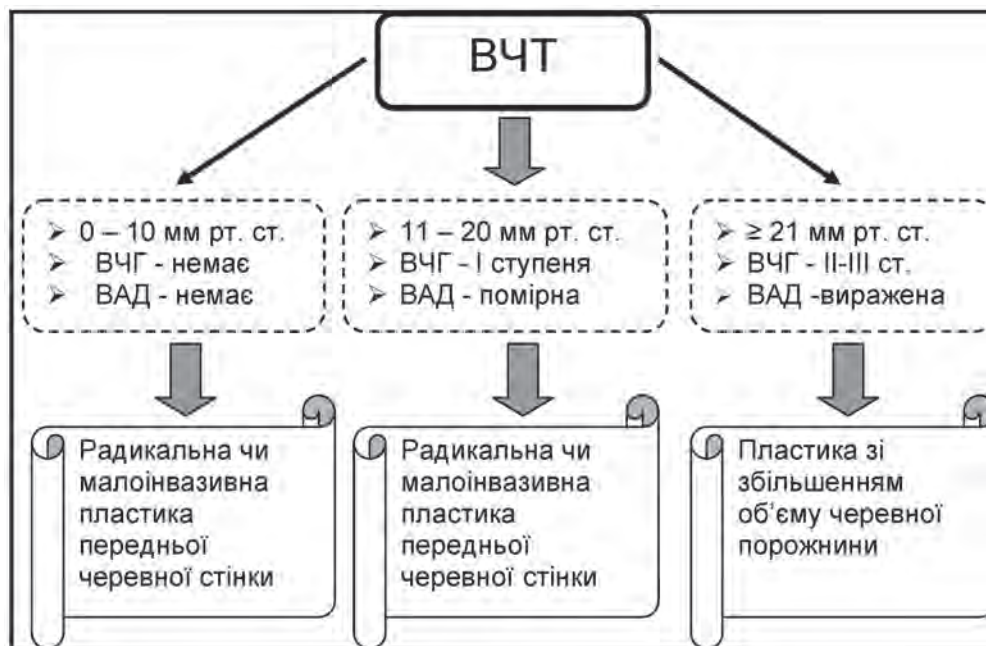 ВЧТ
➢ 0 – 10 мм рт. ст.
➢ ВЧГ - немає
➢ ВАД - немає
➢ 11 – 20 мм рт. ст.
➢ ВЧГ - I ступеня
➢ ВАД - помірна
➢ ≥ 21 мм рт. ст.
➢ ВЧГ - II-III ст.
➢ ВАД -виражена
Радикальна чи
малоінвазивна
пластика
передньої
черевної стінки
Радикальна чи
малоінвазивна
пластика
передньої
черевної стінки
Пластика зі
збільшенням
об’єму черевної
порожнини